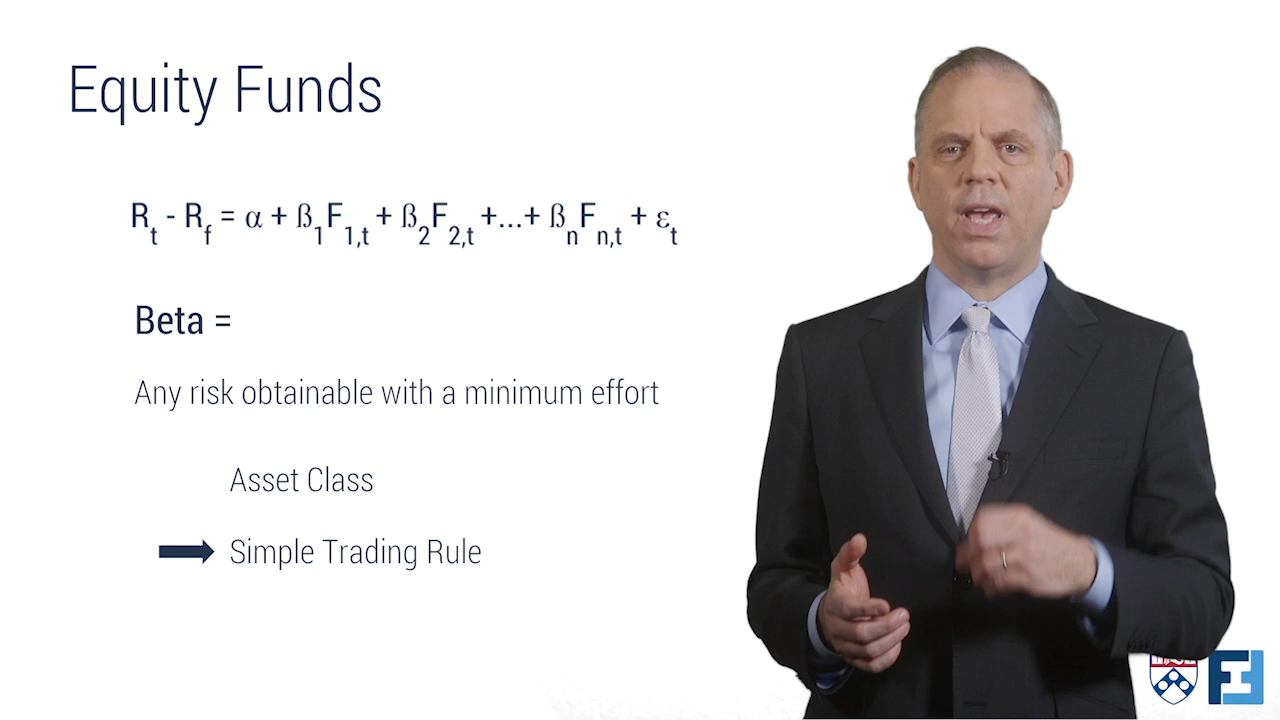 Equity Funds
Rₜ - R_f = α + ß₁F₁,ₜ + ß₂F₂,ₜ +...+ ßₙFₙ,ₜ + εₜ
Beta =
Any risk obtainable with a minimum effort
Asset Class
Simple Trading Rule